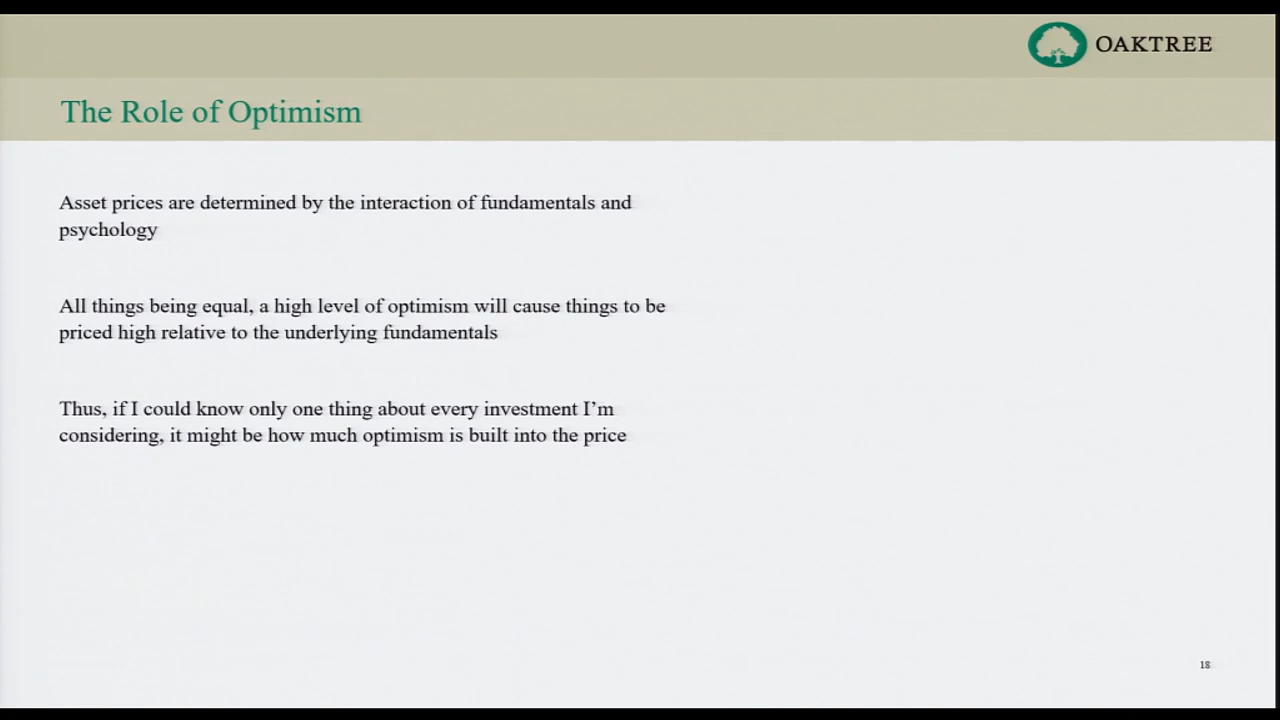 OAKTREE
The Role of Optimism
Asset prices are determined by the interaction of fundamentals and
psychology
All things being equal, a high level of optimism will cause things to be
priced high relative to the underlying fundamentals
Thus, if I could know only one thing about every investment I’m
considering, it might be how much optimism is built into the price
18